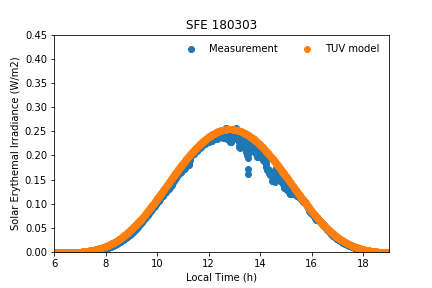 SFE 180303
Measurement TUV model
Solar Erythemal Irradiance (W/m2)
0.45
0.40
0.35
0.30
0.25
0.20
0.15
0.10
0.05
0.00
6 8 10 12 14 16 18
Local Time (h)